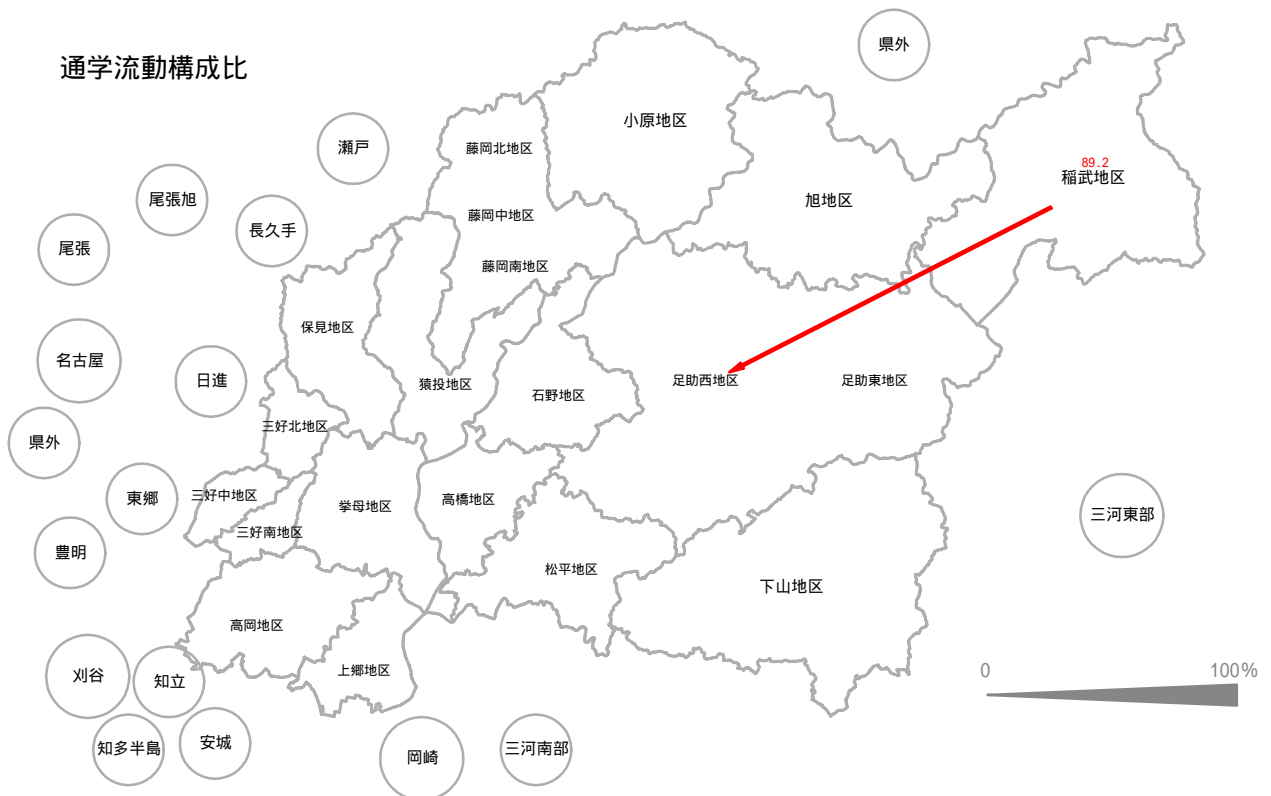 通学流動構成比
県外
小原地区
瀬戸
藤岡北地区
89.2
稲武地区
尾張旭
旭地区
藤岡中地区
長久手
尾張
藤岡南地区
保見地区
名古屋
日進
猿投地区
石野地区
足助西地区
足助東地区
三好北地区
県外
東郷
三好中地区
挙母地区
高橋地区
三河東部
三好南地区
豊明
松平地区
下山地区
高岡地区
上郷地区
0
100%
刈谷
知立
知多半島
安城
岡崎
三河南部